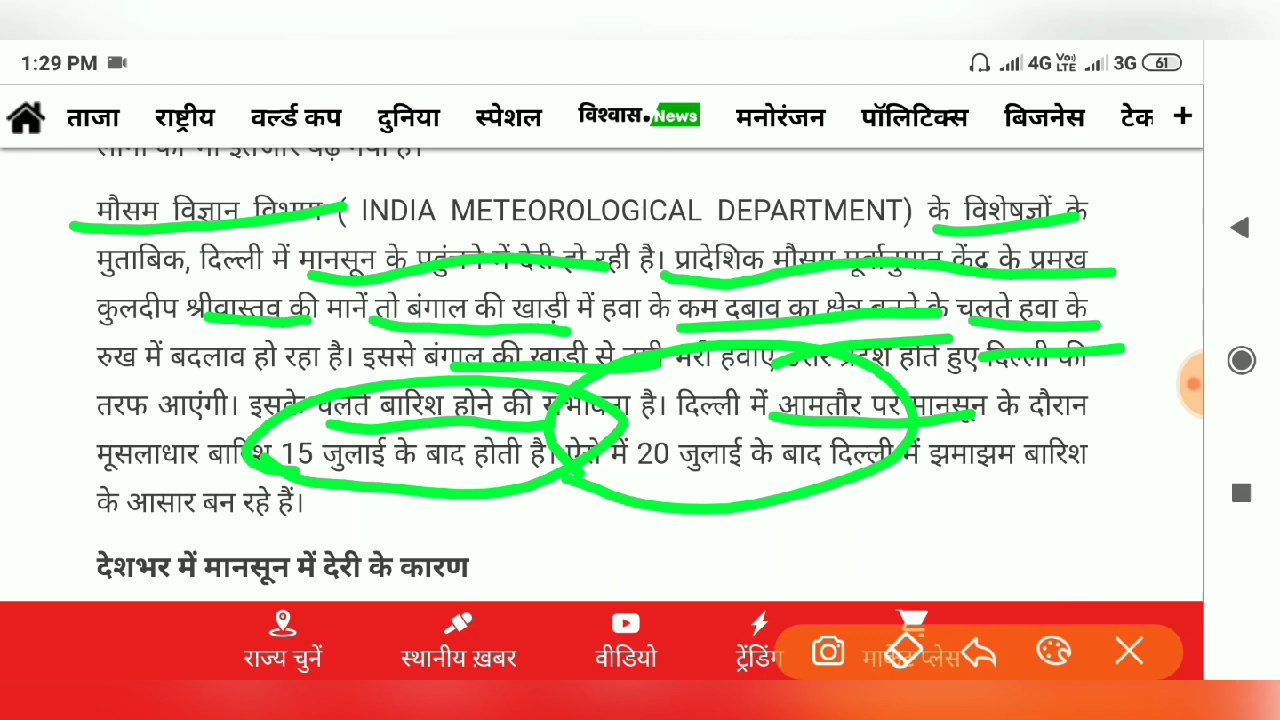 1:29 PM 4G Vo) LTE 3G 61
ताजा राष्ट्रीय वर्ल्ड कप दुनिया स्पेशल विश्वास.News मनोरंजन पॉलिटिक्स बिजनेस टेक +
मौसम विज्ञान विभाग ( INDIA METEOROLOGICAL DEPARTMENT) के विशेषज्ञों के
मुताबिक, दिल्ली में मानसून के पहुंचने में देरी हो रही है। प्रादेशिक मौसम पूर्वानुमान केंद्र के प्रमुख
कुलदीप श्रीवास्तव की मानें तो बंगाल की खाड़ी में हवा के कम दबाव का क्षेत्र बनने के चलते हवा के
रुख में बदलाव हो रहा है। इससे बंगाल की खाड़ी से नमी भरी हवाएं उत्तर प्रदेश होते हुए दिल्ली की
तरफ आएंगी। इसके चलते बारिश होने की संभावना है। दिल्ली में आमतौर पर मानसून के दौरान
मूसलाधार बारिश 15 जुलाई के बाद होती है। ऐसे में 20 जुलाई के बाद दिल्ली में झमाझम बारिश
के आसार बन रहे हैं।
देशभर में मानसून में देरी के कारण
राज्य चुनें स्थानीय ख़बर वीडियो ट्रेंडिंग मार्केट प्लेस